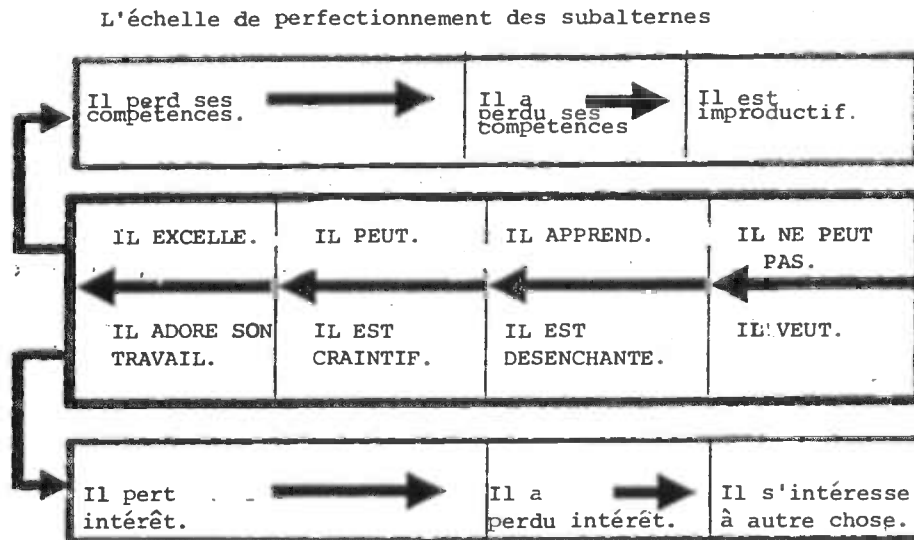 L'échelle de perfectionnement des subalternes
Il perd ses
compétences.
Il a
perdu ses
compétences
Il est
improductif.
IL EXCELLE.
IL PEUT.
IL APPREND.
IL NE PEUT
PAS.
IL ADORE SON
TRAVAIL.
IL EST
CRAINTIF.
IL EST
DESENCHANTE.
IL VEUT.
Il pert
intérêt.
Il a
perdu intérêt.
Il s'intéresse
à autre chose.